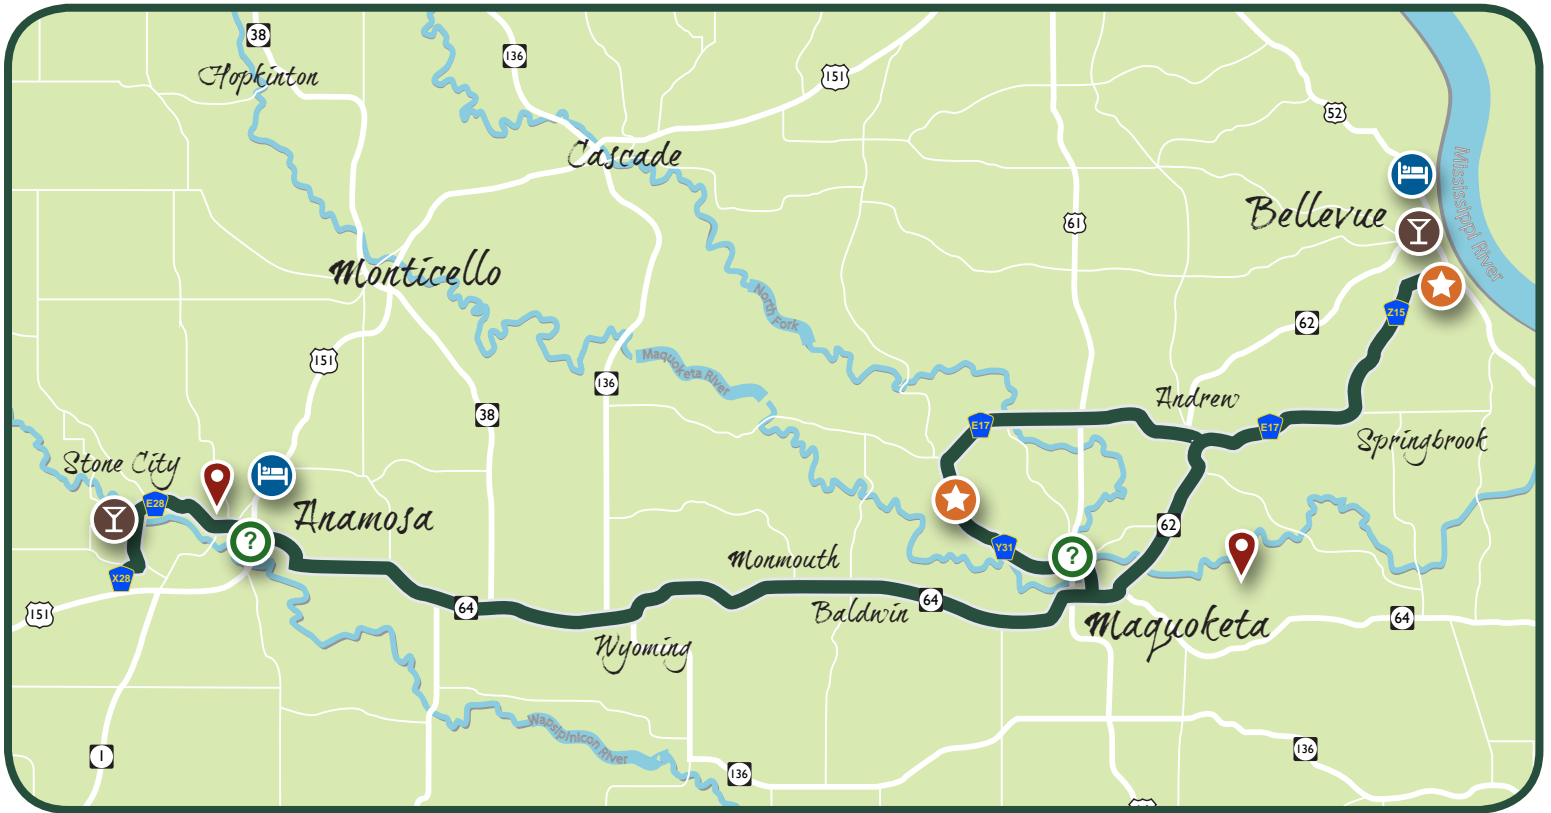 38
136
151
Hopkinton
52
Cascade
Mississippi River
Bellevue
61
Monticello
North Fork
Z15
62
151
Maquoketa River
136
Andrew
38
E17
E17
Springbrook
Stone City
E28
Anamosa
62
?
Y31
?
Monmouth
X28
64
Baldwin
64
151
64
Maquoketa
Wyoming
Wapsipinicon River
1
136
136